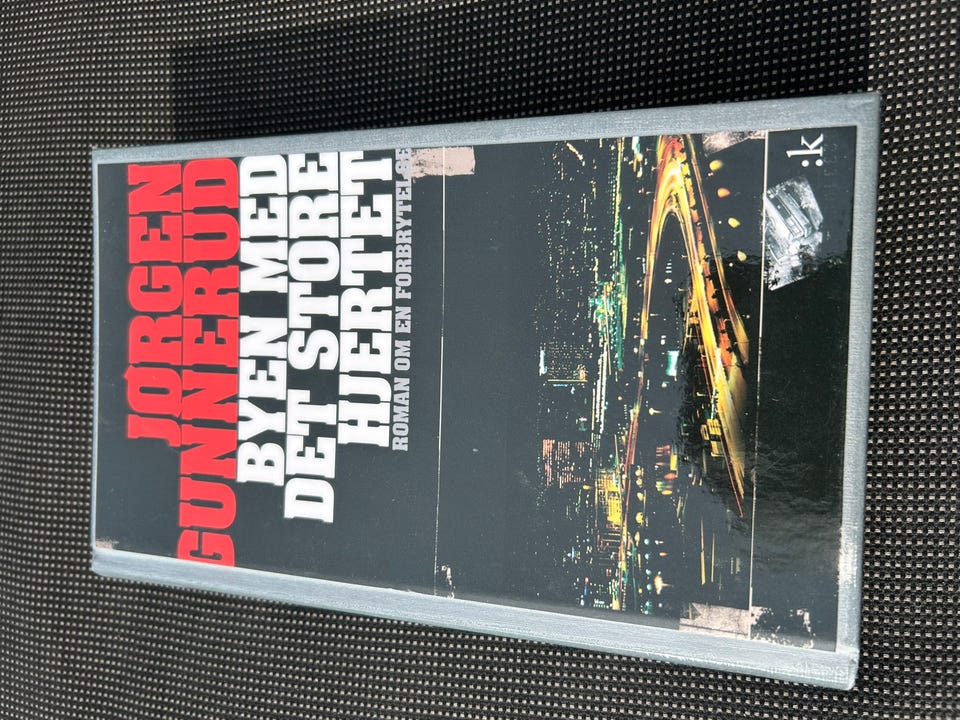 JØRGEN
GUNNERUD
BYEN MED
DET STORE
HJERTET
ROMAN OM EN FORBRYTELSE
:k